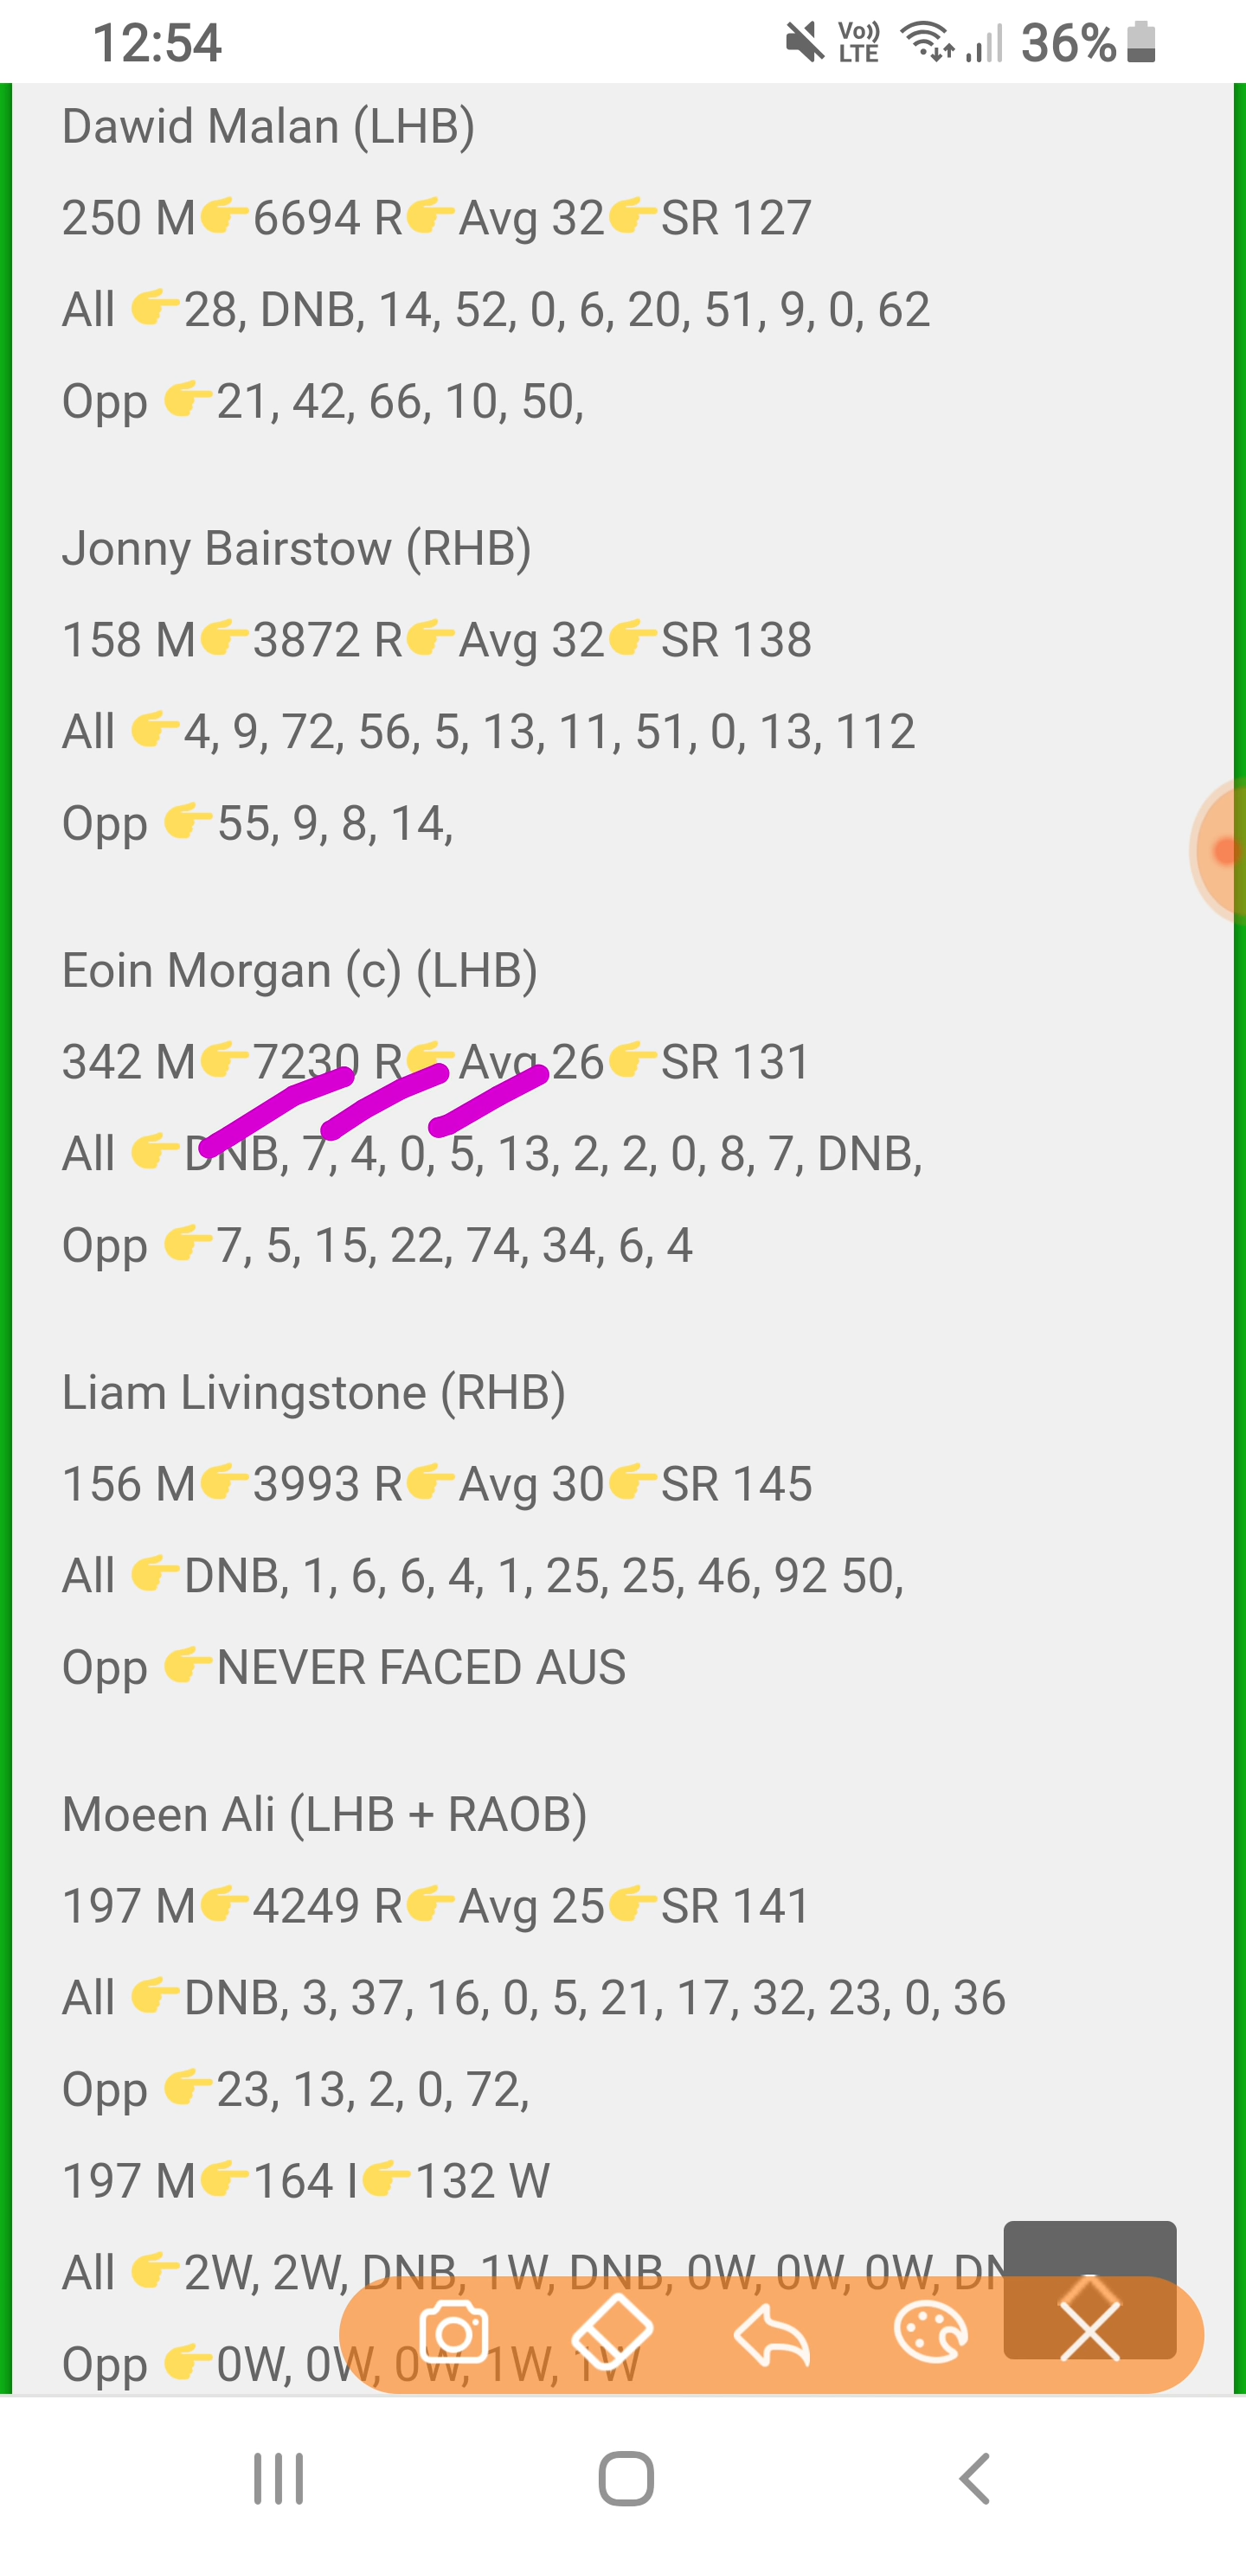 12:54 Vo)) LTE 36%
Dawid Malan (LHB)
250 M👉6694 R👉Avg 32👉SR 127
All 👉28, DNB, 14, 52, 0, 6, 20, 51, 9, 0, 62
Opp 👉21, 42, 66, 10, 50,
Jonny Bairstow (RHB)
158 M👉3872 R👉Avg 32👉SR 138
All 👉4, 9, 72, 56, 5, 13, 11, 51, 0, 13, 112
Opp 👉55, 9, 8, 14,
Eoin Morgan (c) (LHB)
342 M👉7230 R👉Avg 26👉SR 131
All 👉DNB, 7, 4, 0, 5, 13, 2, 2, 0, 8, 7, DNB,
Opp 👉7, 5, 15, 22, 74, 34, 6, 4
Liam Livingstone (RHB)
156 M👉3993 R👉Avg 30👉SR 145
All 👉DNB, 1, 6, 6, 4, 1, 25, 25, 46, 92 50,
Opp 👉NEVER FACED AUS
Moeen Ali (LHB + RAOB)
197 M👉4249 R👉Avg 25👉SR 141
All 👉DNB, 3, 37, 16, 0, 5, 21, 17, 32, 23, 0, 36
Opp 👉23, 13, 2, 0, 72,
197 M👉164 I👉132 W
All 👉2W, 2W, DNB, 1W, DNB, 0W, 0W, 0W,
Opp 👉0W, 0W, 0W, 1W, 1W